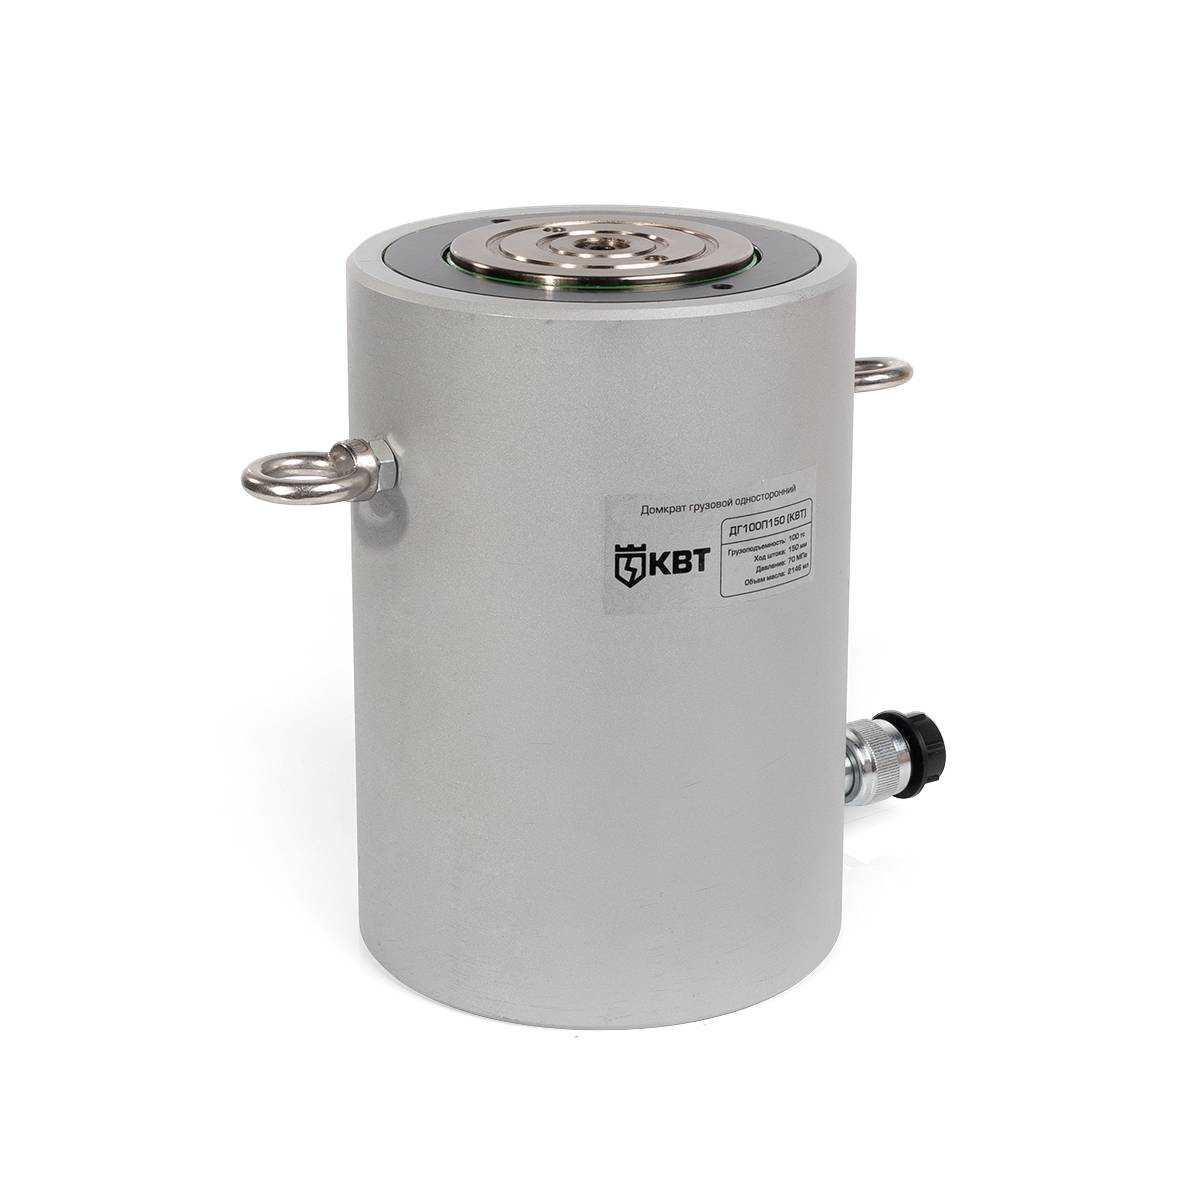 Домкрат грузовой односторонний
КВТ
ДГ100П150 (КВТ)
Грузоподъемность: 100 тс
Ход штока: 150 мм
Давление: 70 МПа
Объем масла: 2146 мл